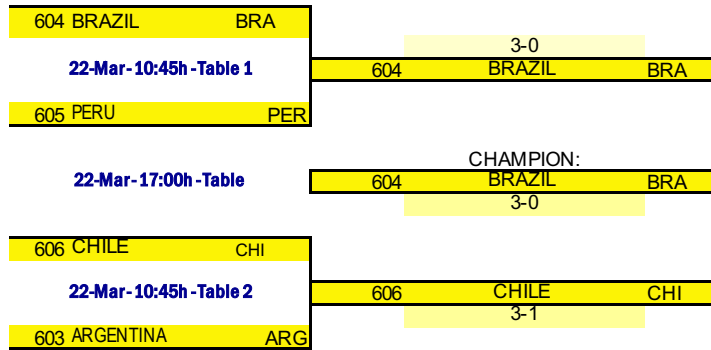 604 BRAZIL BRA
3-0
22-Mar-10:45h-Table 1
604 BRAZIL BRA
605 PERU PER
CHAMPION:
22-Mar-17:00h-Table
604 BRAZIL BRA
3-0
606 CHILE CHI
22-Mar-10:45h-Table 2
606 CHILE CHI
3-1
603 ARGENTINA ARG